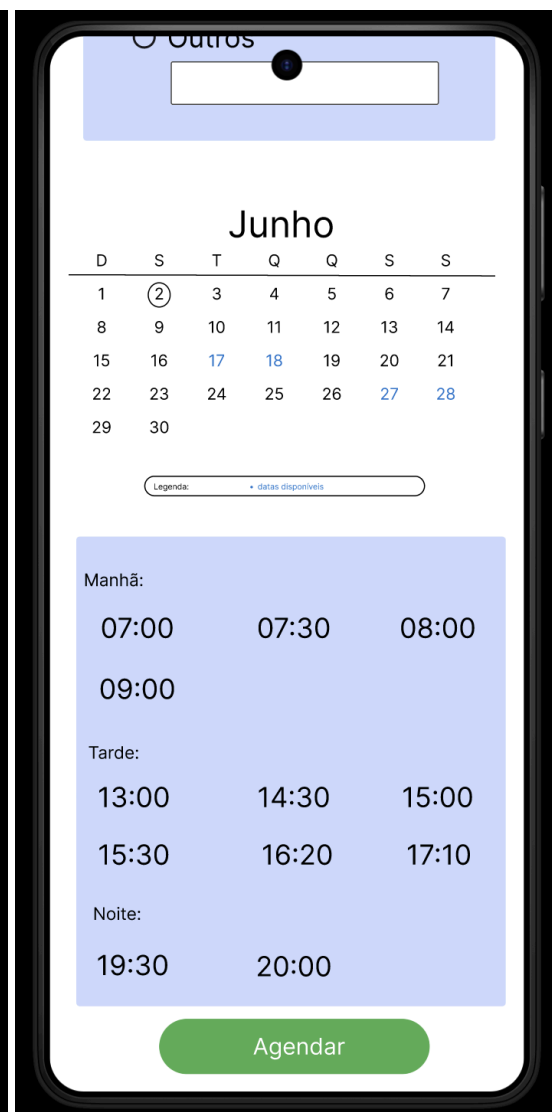 Outros
Junho
D S T Q Q S S
1 2 3 4 5 6 7
8 9 10 11 12 13 14
15 16 17 18 19 20 21
22 23 24 25 26 27 28
29 30
Legenda: • datas disponíveis
Manhã:
07:00 07:30 08:00
09:00
Tarde:
13:00 14:30 15:00
15:30 16:20 17:10
Noite:
19:30 20:00
Agendar